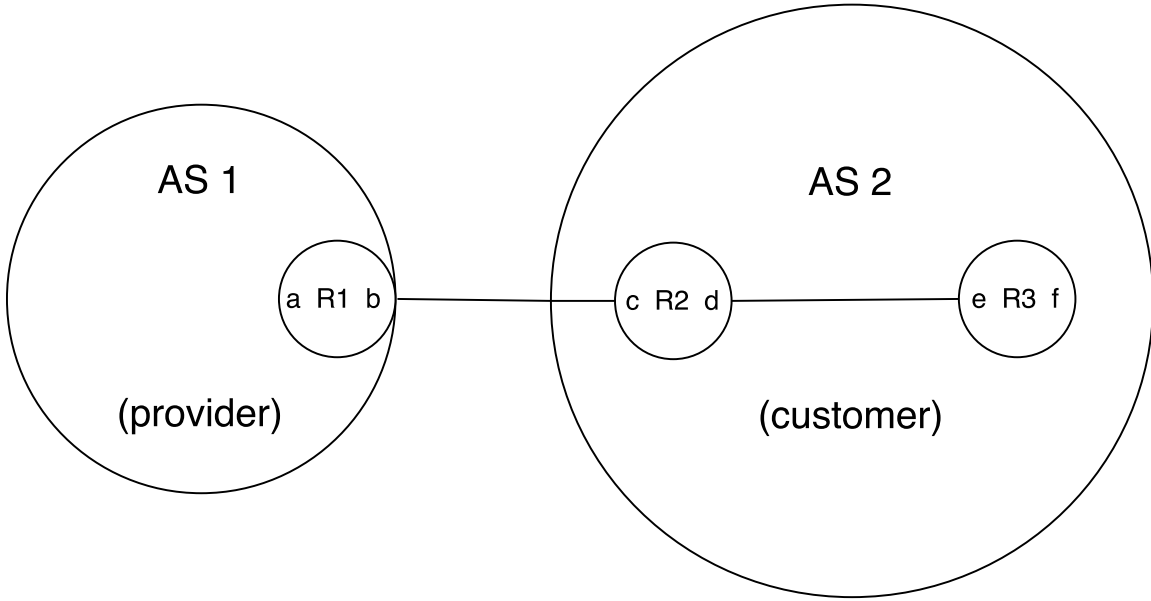 AS 1
AS 2
a R1 b
c R2 d
e R3 f
(provider)
(customer)